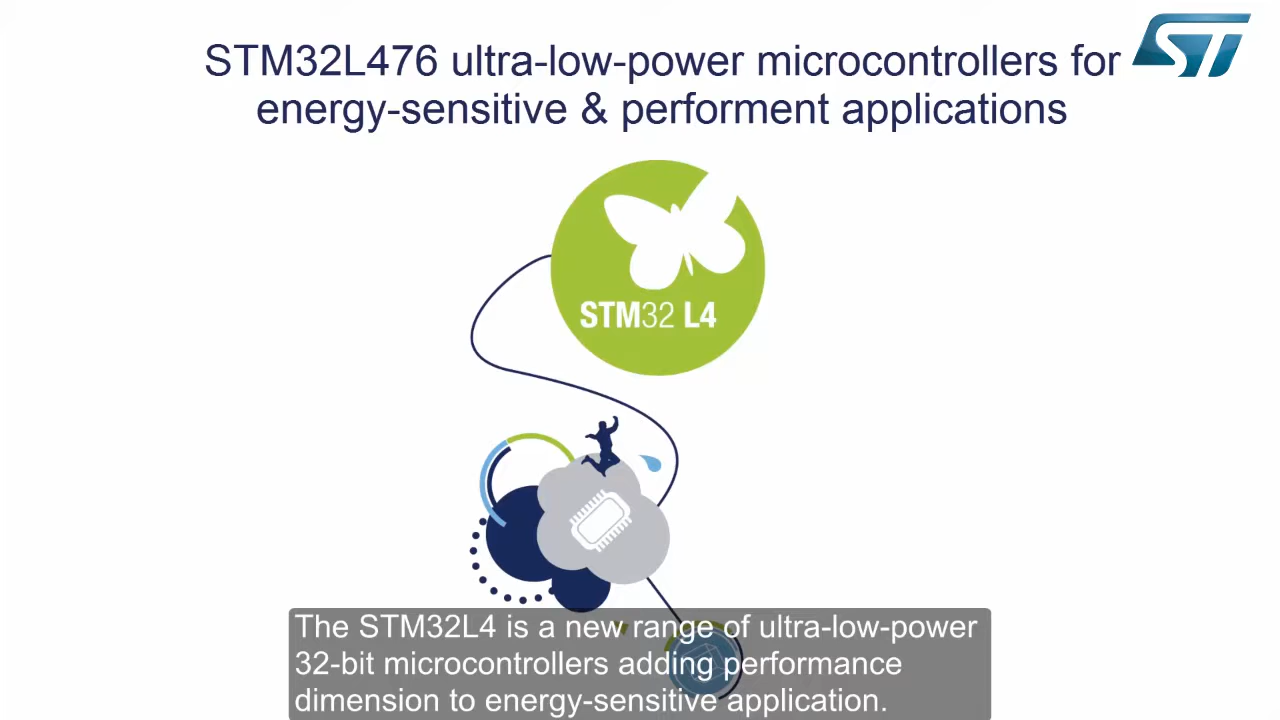 STM32L476 ultra-low-power microcontrollers for
energy-sensitive & performent applications
ST
STM32 L4
The STM32L4 is a new range of ultra-low-power
32-bit microcontrollers adding performance
dimension to energy-sensitive application.